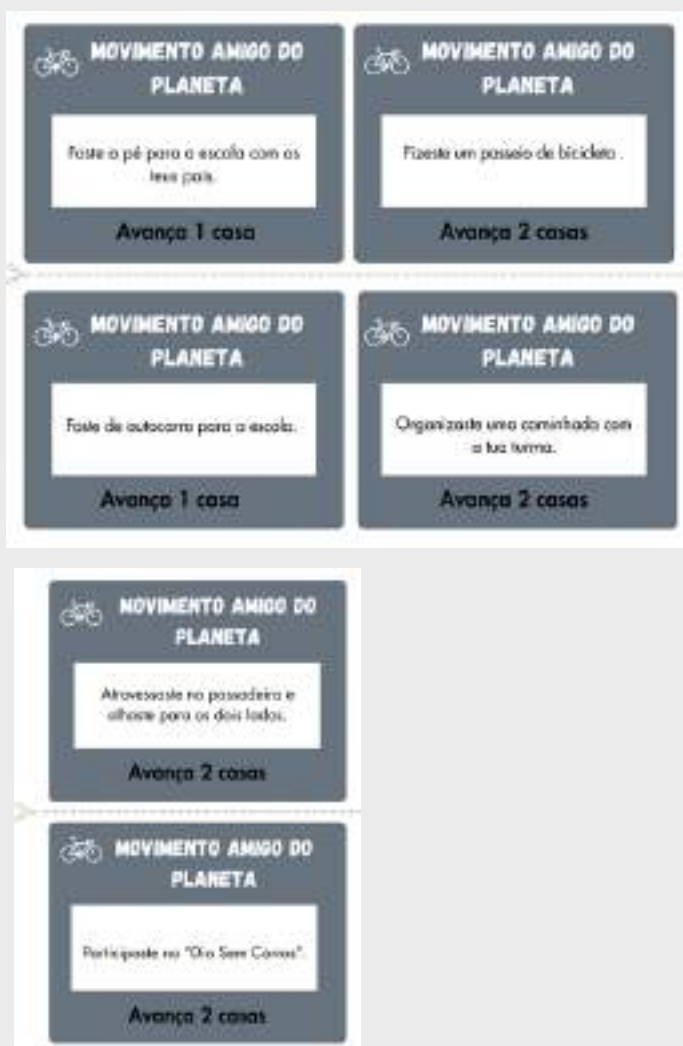 MOVIMENTO AMIGO DO
PLANETA
Foste a pé para a escola com os
teus pais.
Avança 1 casa
MOVIMENTO AMIGO DO
PLANETA
Fizeste um passeio de bicicleta .
Avança 2 casas
MOVIMENTO AMIGO DO
PLANETA
Foste de autocarro para a escola.
Avança 1 casa
MOVIMENTO AMIGO DO
PLANETA
Organizaste uma caminhada com
a tua turma.
Avança 2 casas
MOVIMENTO AMIGO DO
PLANETA
Atravessaste na passadeira e
olhaste para os dois lados.
Avança 2 casas
MOVIMENTO AMIGO DO
PLANETA
Participaste no "Dia Sem Carros".
Avança 2 casas